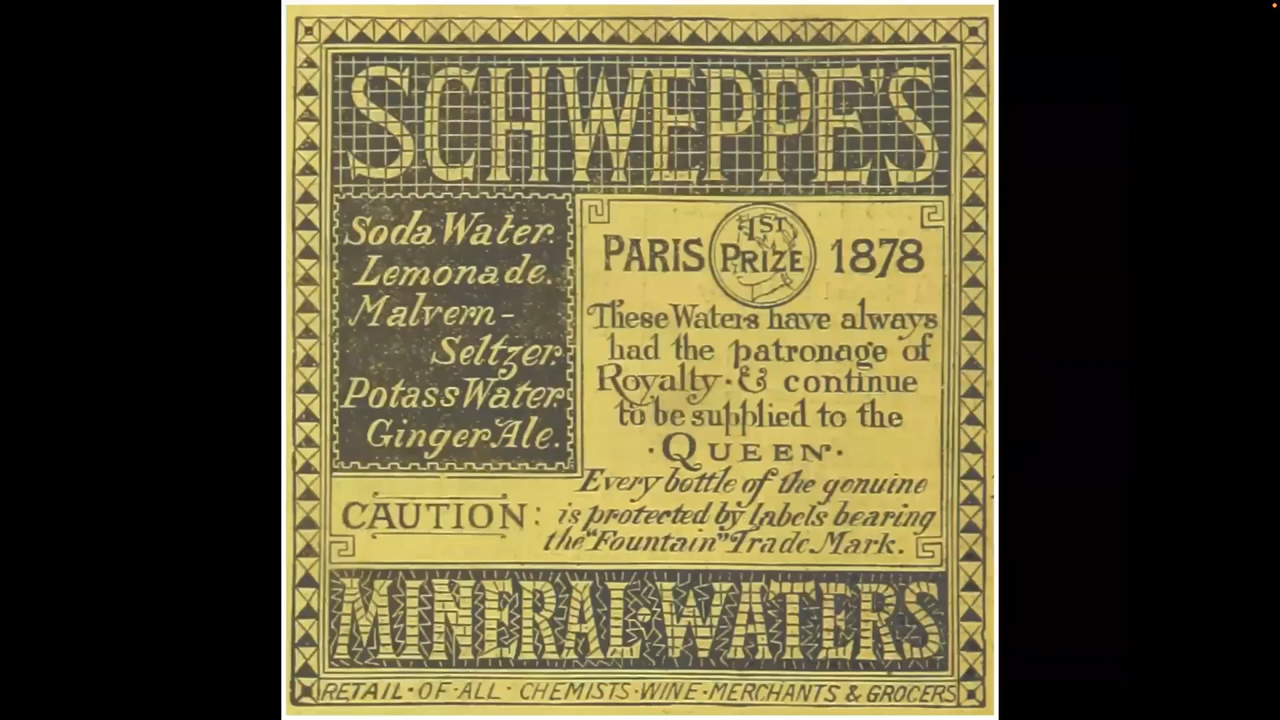 SCHWEPPE'S
Soda Water.
Lemonade.
Malvern-
Seltzer.
Potass Water.
Ginger Ale.
PARIS 1ST PRIZE 1878
These Waters have always
had the patronage of
Royalty · & continue
to be supplied to the
· QUEEN ·
CAUTION:
Every bottle of the genuine
is protected by labels bearing
the "Fountain" Trade Mark.
MINERAL-WATERS
RETAIL · OF · ALL · CHEMISTS · WINE · MERCHANTS & GROCERS